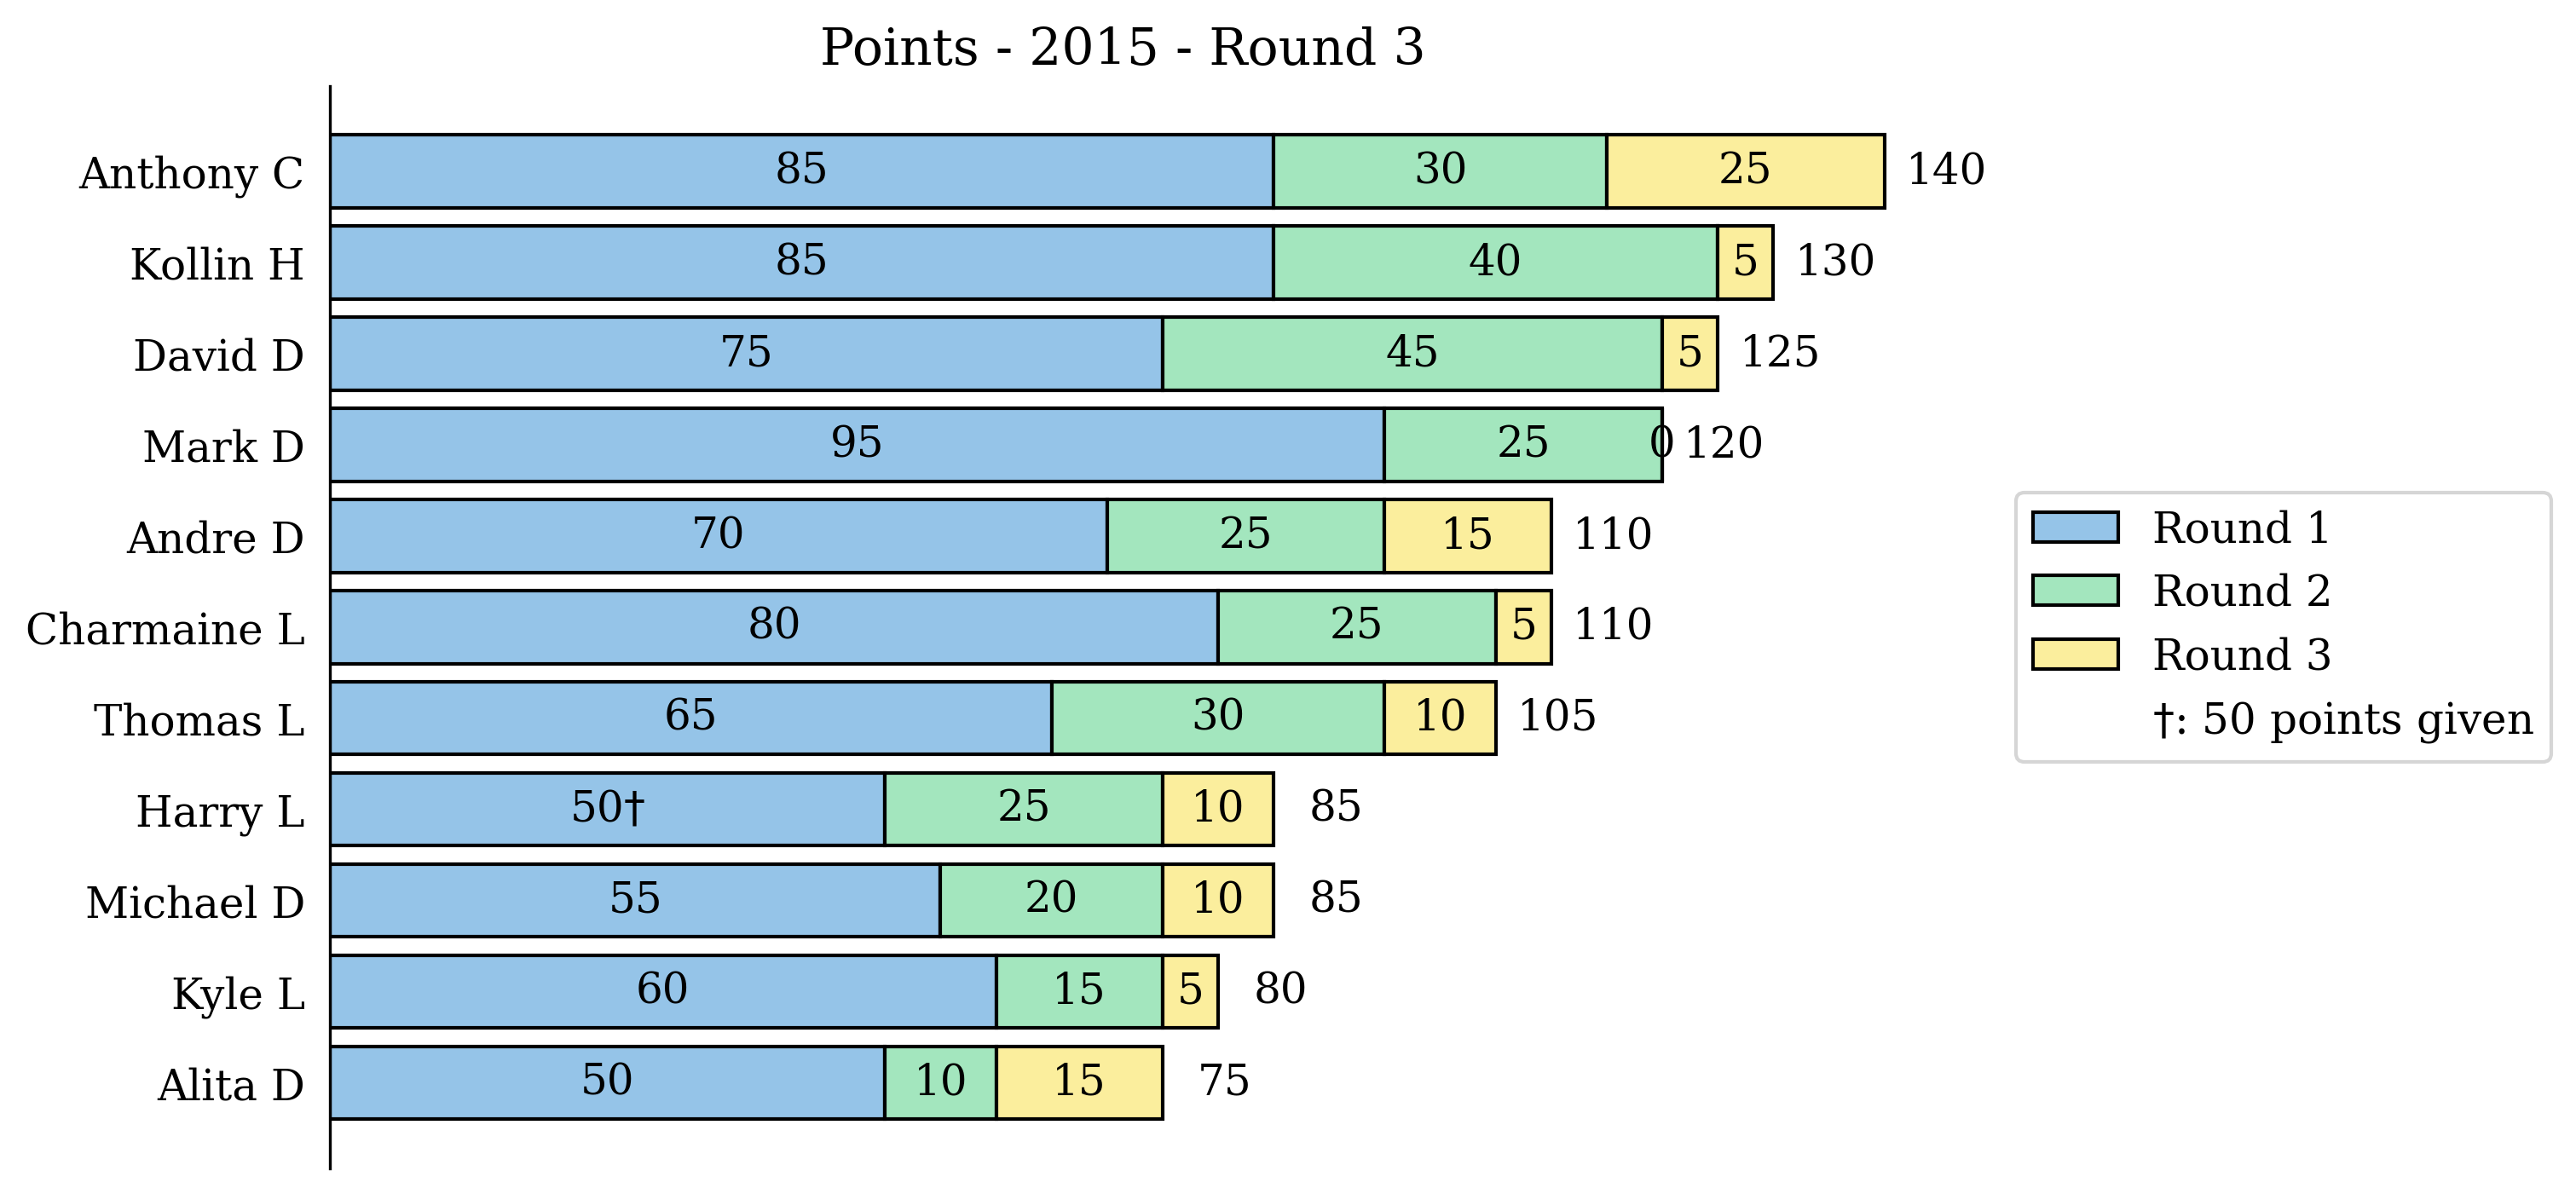 Points - 2015 - Round 3
Anthony C 85 30 25 140
Kollin H 85 40 5 130
David D 75 45 5 125
Mark D 95 25 0 120
Andre D 70 25 15 110
Charmaine L 80 25 5 110
Thomas L 65 30 10 105
Harry L 50† 25 10 85
Michael D 55 20 10 85
Kyle L 60 15 5 80
Alita D 50 10 15 75
Round 1
Round 2
Round 3
†: 50 points given